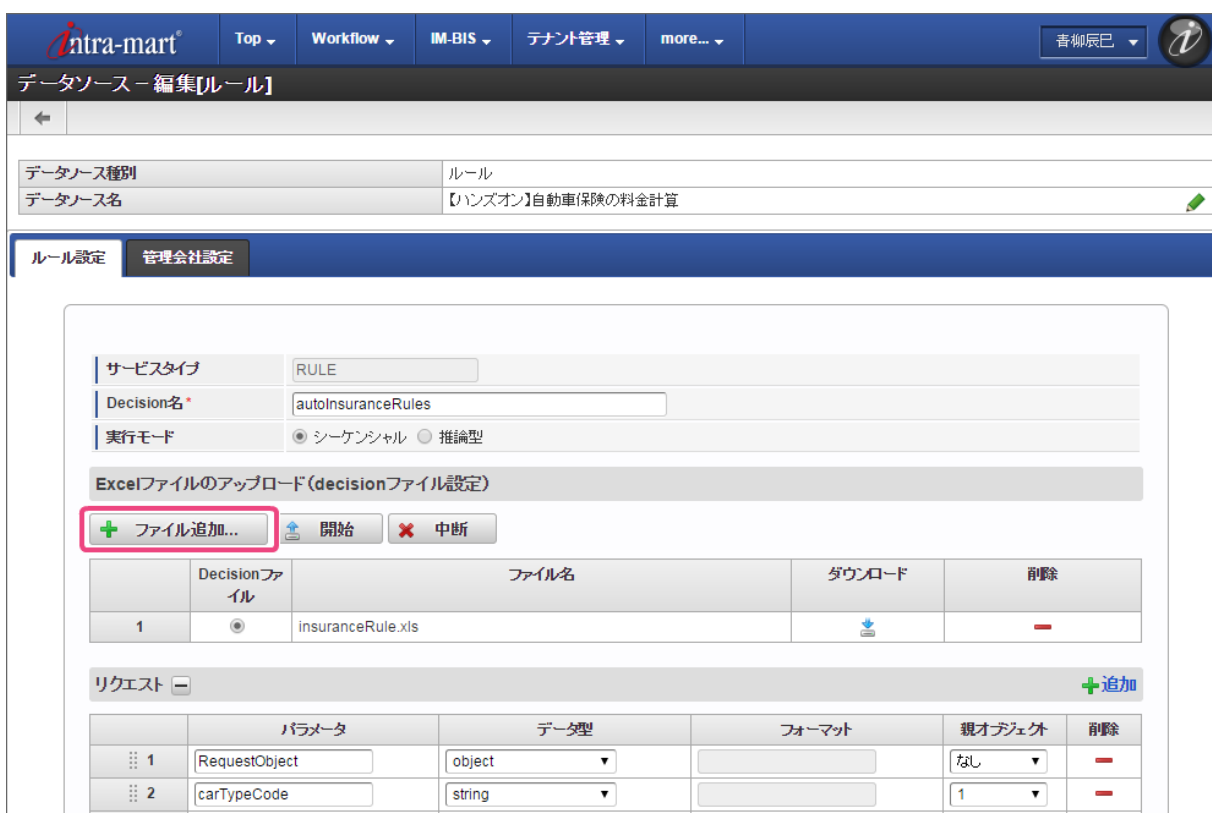 intra-mart® Top Workflow IM-BIS テナント管理 more... 青柳辰巳
データソース - 編集[ルール]
データソース種別 ルール
データソース名 【ハンズオン】自動車保険の料金計算
ルール設定 管理会社設定
サービスタイプ RULE
Decision名* autoInsuranceRules
実行モード シーケンシャル 推論型
Excelファイルのアップロード(decisionファイル設定)
ファイル追加... 開始 中断
Decisionファイル ファイル名 ダウンロード 削除
1 insuranceRule.xls
リクエスト 追加
パラメータ データ型 フォーマット 親オブジェクト 削除
1 RequestObject object なし
2 carTypeCode string 1